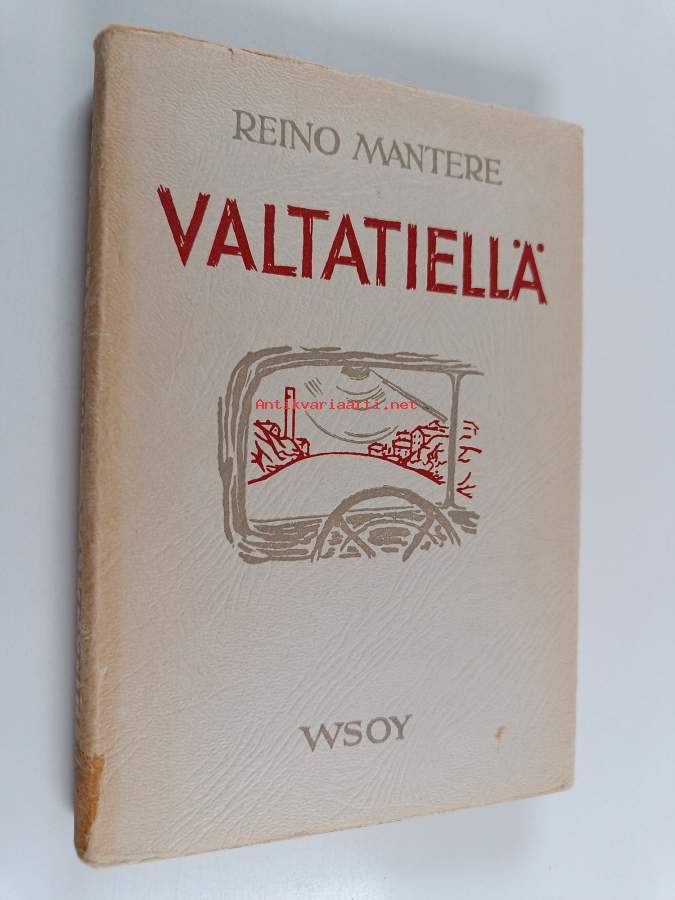 REINO MANTERE
VALTATIELLÄ
Antikvariaatti.net
WSOY